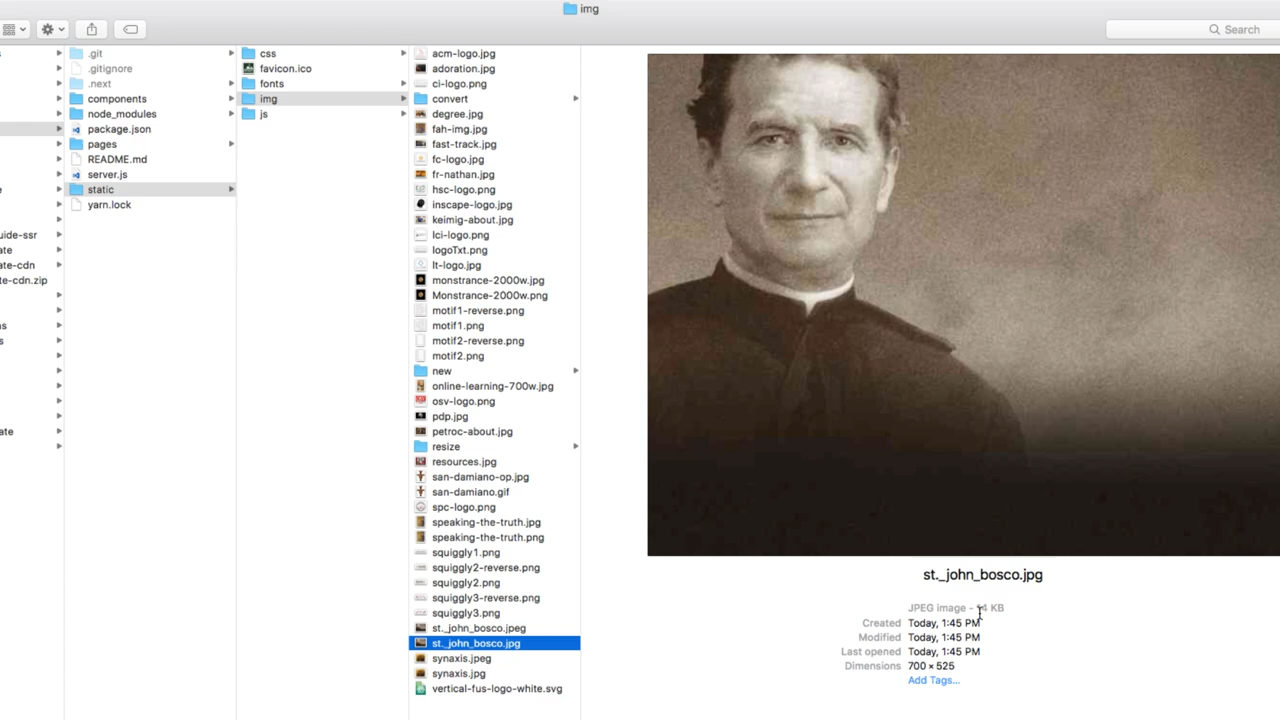 img
Search
.git
.gitignore
.next
components
node_modules
package.json
pages
README.md
server.js
static
yarn.lock
uide-ssr
ate
ate-cdn
te-cdn.zip
ns
s
ate
css
favicon.ico
fonts
img
js
acm-logo.jpg
adoration.jpg
ci-logo.png
convert
degree.jpg
fah-img.jpg
fast-track.jpg
fc-logo.jpg
fr-nathan.jpg
hsc-logo.png
inscape-logo.jpg
keimig-about.jpg
lci-logo.png
logoTxt.png
lt-logo.jpg
monstrance-2000w.jpg
Monstrance-2000w.png
motif1-reverse.png
motif1.png
motif2-reverse.png
motif2.png
new
online-learning-700w.jpg
osv-logo.png
pdp.jpg
petroc-about.jpg
resize
resources.jpg
san-damiano-op.jpg
san-damiano.gif
spc-logo.png
speaking-the-truth.jpg
speaking-the-truth.png
squiggly1.png
squiggly2-reverse.png
squiggly2.png
squiggly3-reverse.png
squiggly3.png
st._john_bosco.jpeg
st._john_bosco.jpg
synaxis.jpeg
synaxis.jpg
vertical-fus-logo-white.svg
st._john_bosco.jpg
JPEG image - KB
Created Today, 1:45 PM
Modified Today, 1:45 PM
Last opened Today, 1:45 PM
Dimensions 700 × 525
Add Tags...